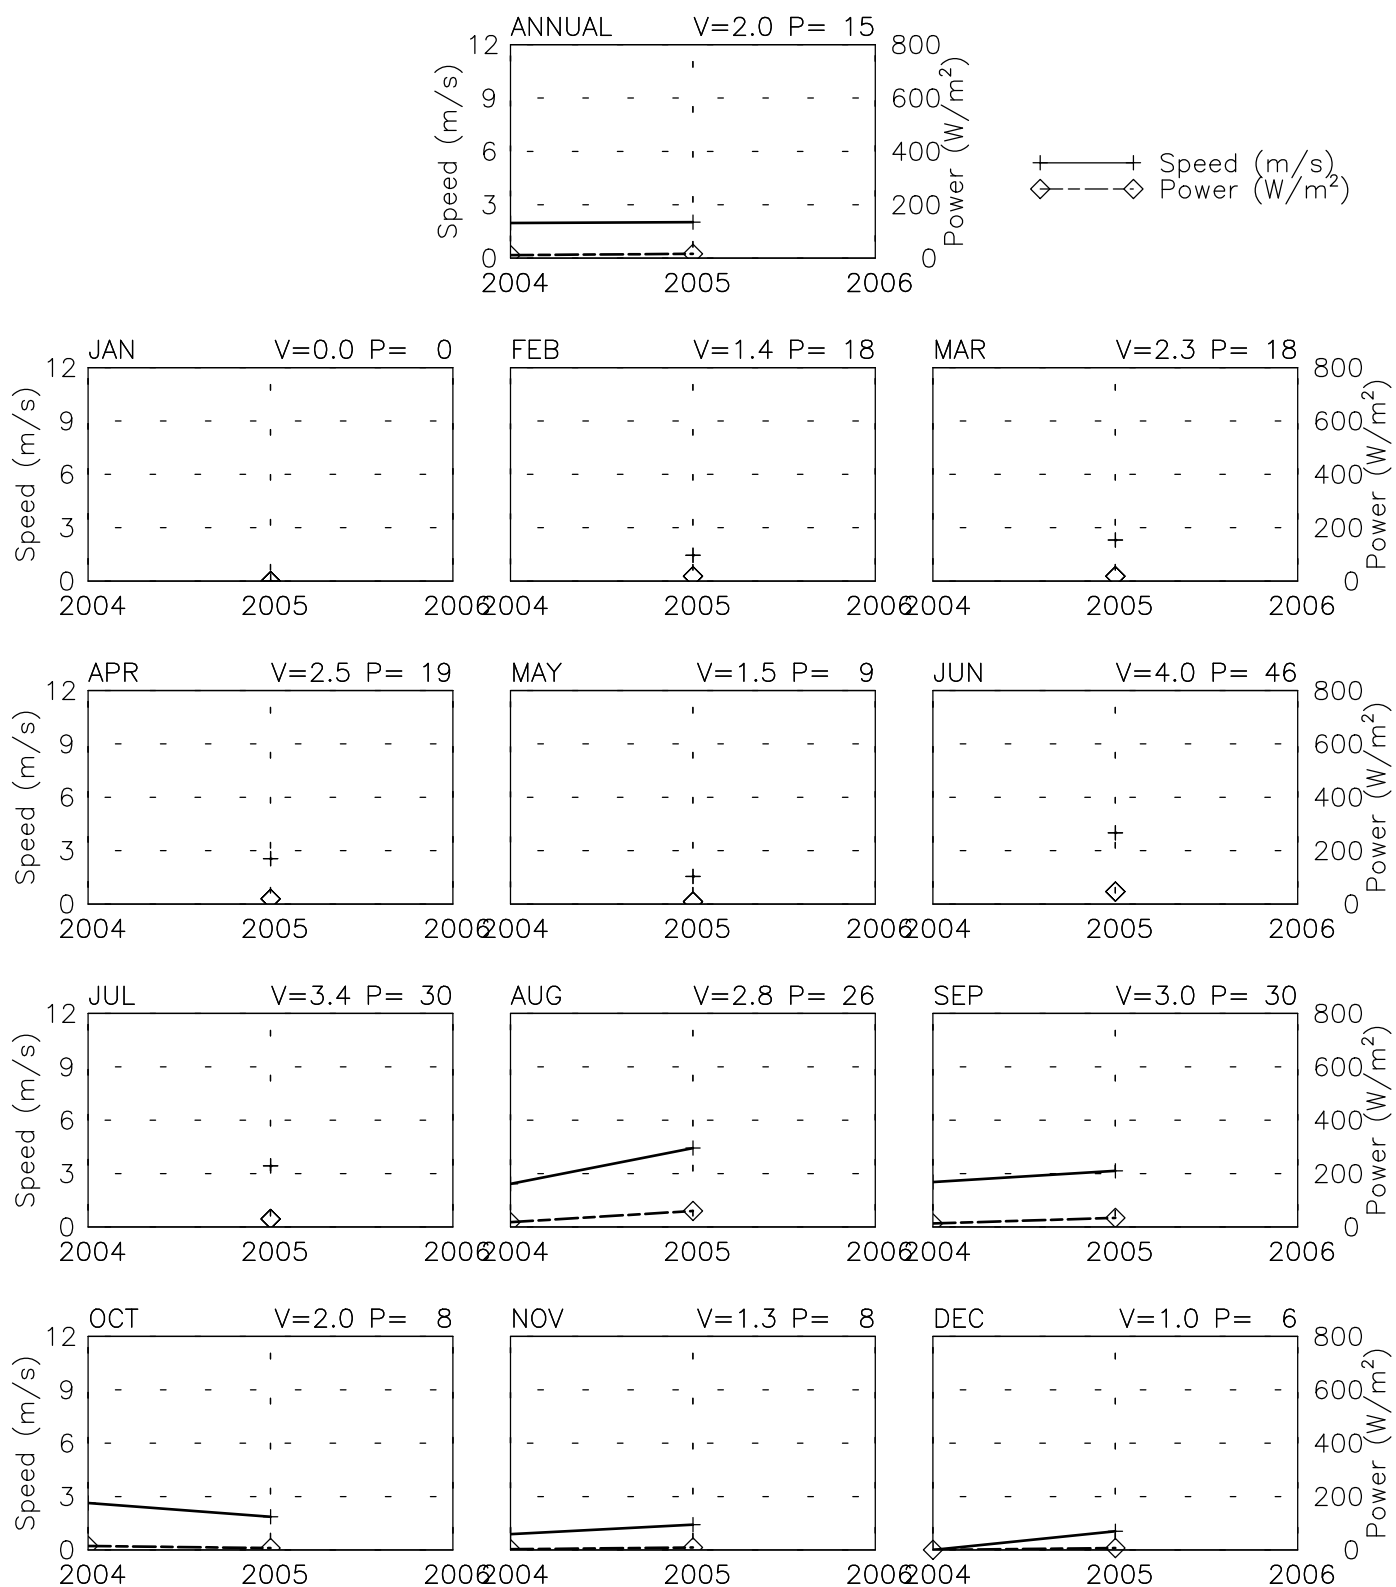 ANNUAL V=2.0 P= 15
12 800
9 600
6 400
3 200
0 0
Speed (m/s)
Power (W/m²)
2004 2005 2006
Speed (m/s)
Power (W/m²)
JAN V=0.0 P= 0 FEB V=1.4 P= 18 MAR V=2.3 P= 18
12 800
9 600
6 400
3 200
0 0
Speed (m/s)
Power (W/m²)
2004 2005 2006 2004 2005 2006 2004 2005 2006
APR V=2.5 P= 19 MAY V=1.5 P= 9 JUN V=4.0 P= 46
12 800
9 600
6 400
3 200
0 0
Speed (m/s)
Power (W/m²)
2004 2005 2006 2004 2005 2006 2004 2005 2006
JUL V=3.4 P= 30 AUG V=2.8 P= 26 SEP V=3.0 P= 30
12 800
9 600
6 400
3 200
0 0
Speed (m/s)
Power (W/m²)
2004 2005 2006 2004 2005 2006 2004 2005 2006
OCT V=2.0 P= 8 NOV V=1.3 P= 8 DEC V=1.0 P= 6
12 800
9 600
6 400
3 200
0 0
Speed (m/s)
Power (W/m²)
2004 2005 2006 2004 2005 2006 2004 2005 2006